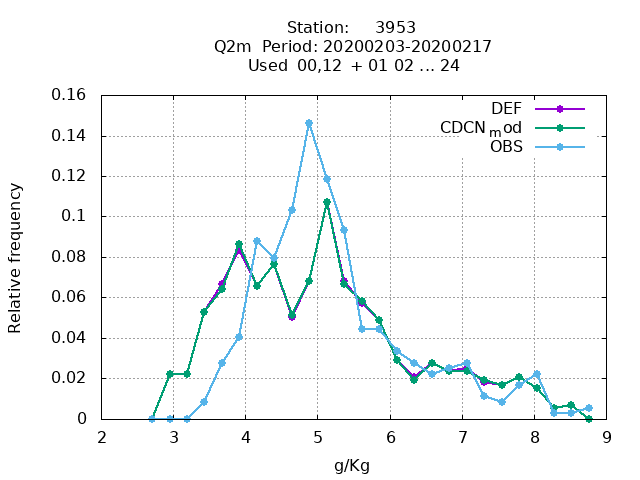 Station: 3953
Q2m Period: 20200203-20200217
Used 00,12 + 01 02 ... 24
DEF
CDCN_mod
OBS
0.16
0.14
0.12
0.1
0.08
0.06
0.04
0.02
0
Relative frequency
2 3 4 5 6 7 8 9
g/Kg